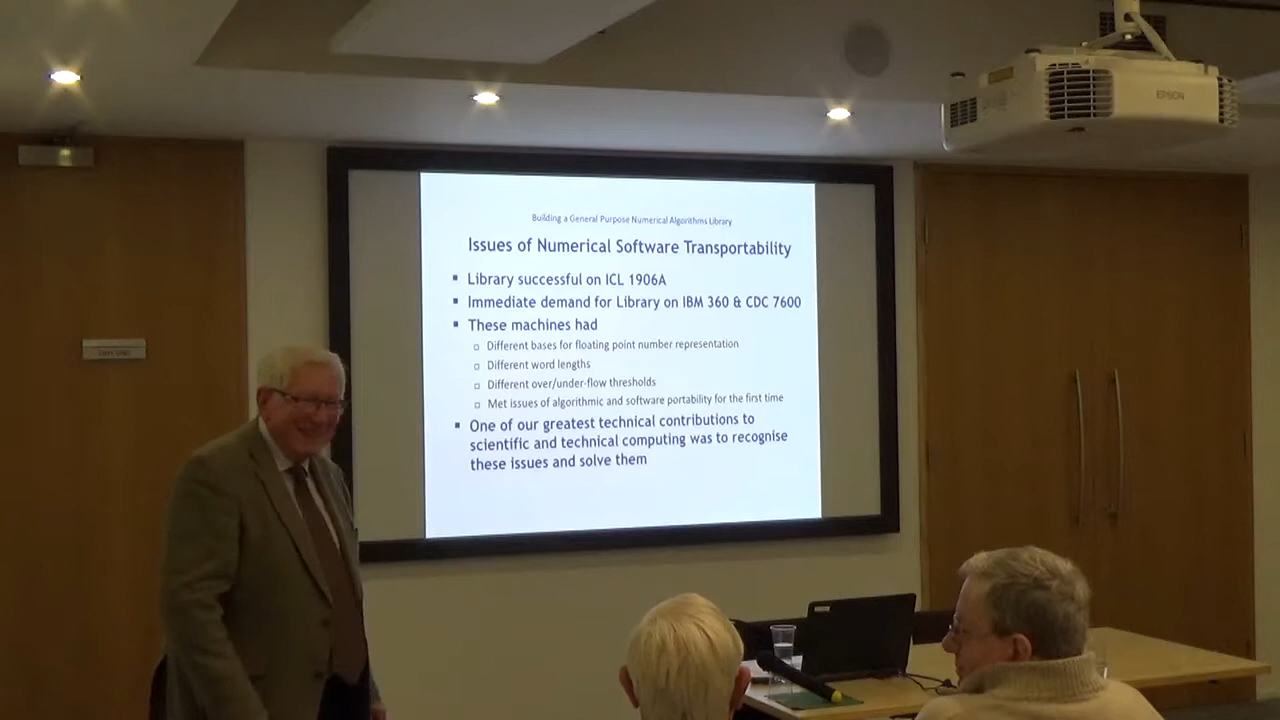 EPSON
Building a General Purpose Numerical Algorithms Library
Issues of Numerical Software Transportability
▪ Library successful on ICL 1906A
▪ Immediate demand for Library on IBM 360 & CDC 7600
▪ These machines had
▫ Different bases for floating point number representation
▫ Different word lengths
▫ Different over/under-flow thresholds
▫ Met issues of algorithmic and software portability for the first time
▪ One of our greatest technical contributions to
scientific and technical computing was to recognise
these issues and solve them